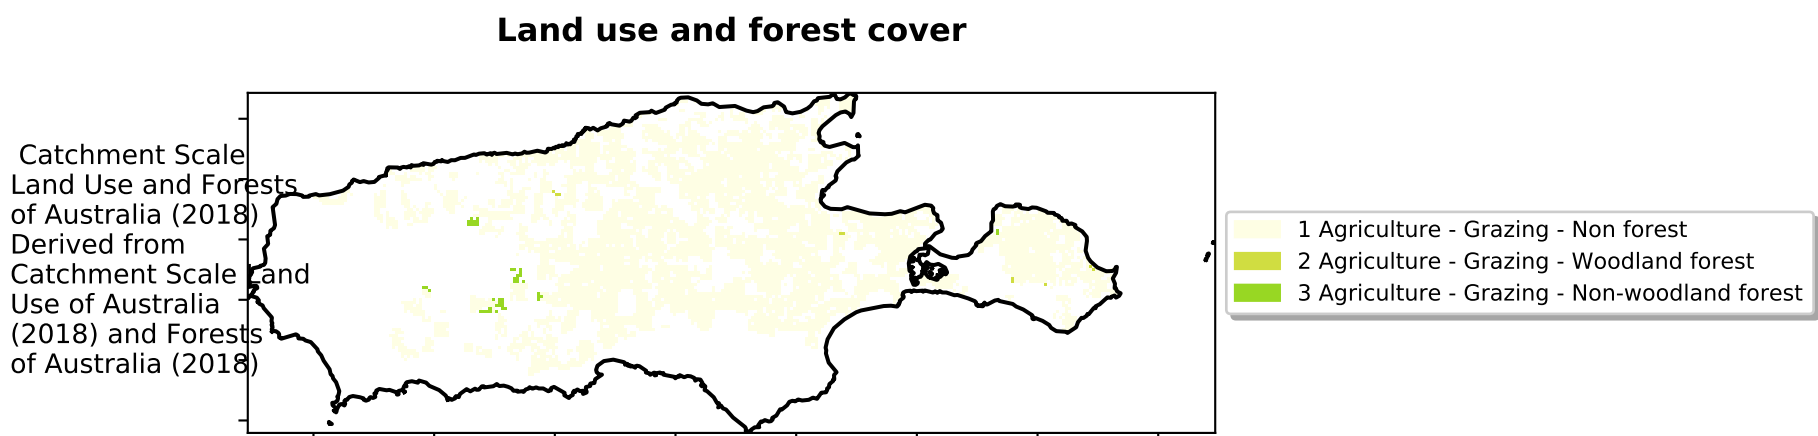 Land use and forest cover
Catchment Scale
Land Use and Forests
of Australia (2018)
Derived from
Catchment Scale Land
Use of Australia
(2018) and Forests
of Australia (2018)
1 Agriculture - Grazing - Non forest
2 Agriculture - Grazing - Woodland forest
3 Agriculture - Grazing - Non-woodland forest